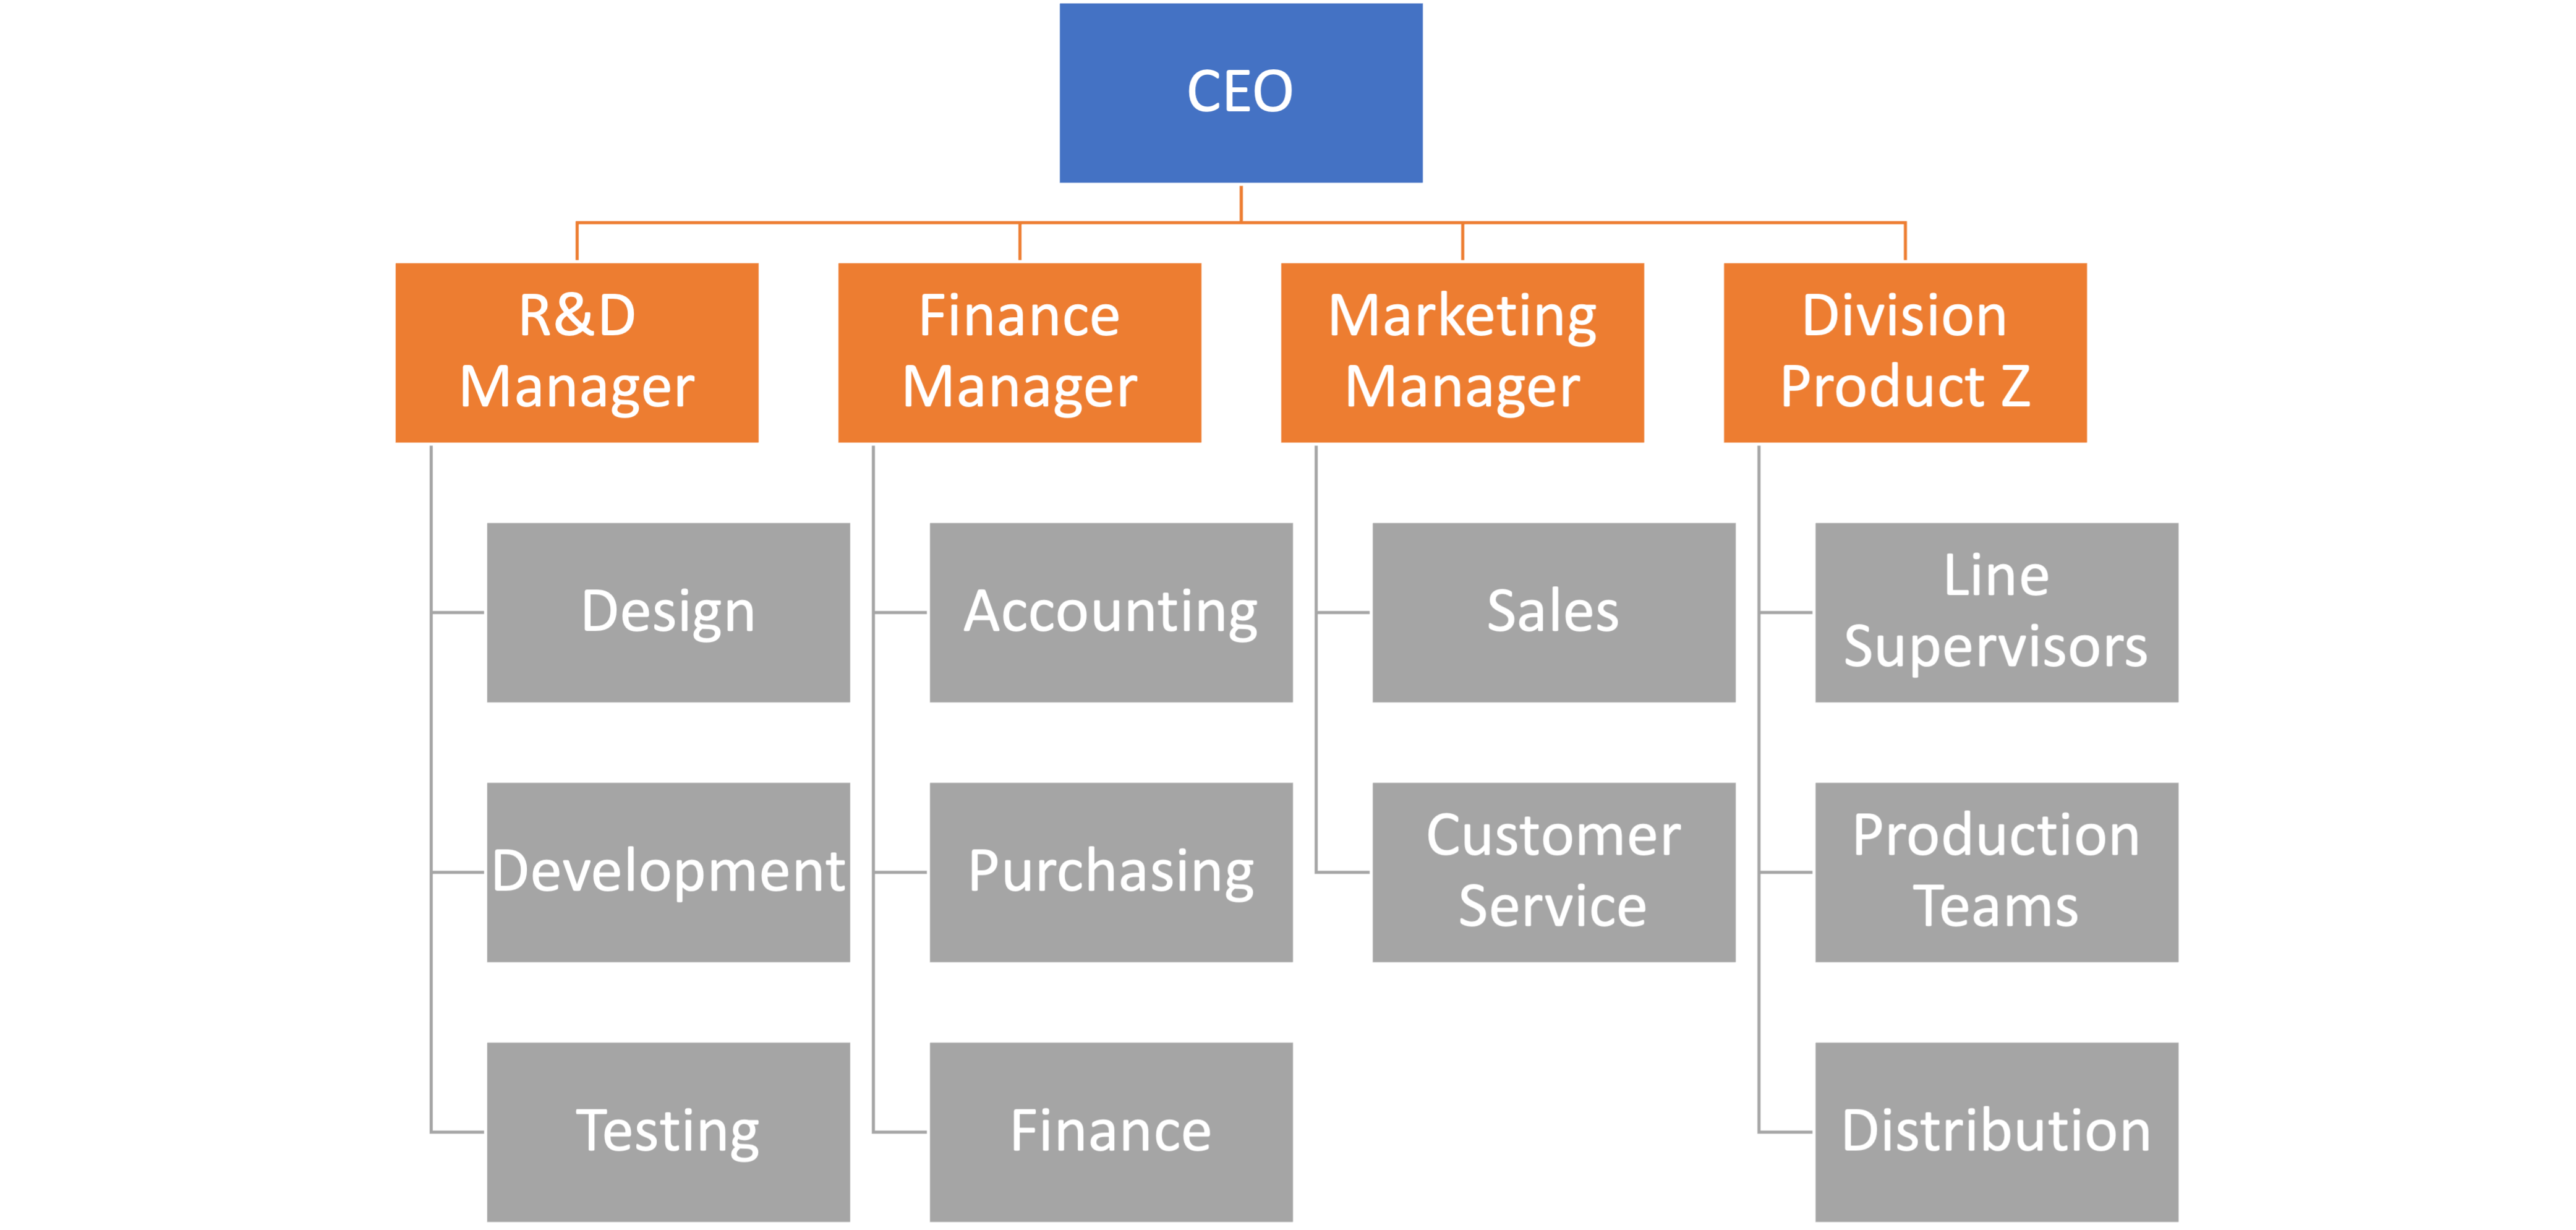 CEO
R&D
Manager
Finance
Manager
Marketing
Manager
Division
Product Z
Design
Accounting
Sales
Line
Supervisors
Development
Purchasing
Customer
Service
Production
Teams
Testing
Finance
Distribution